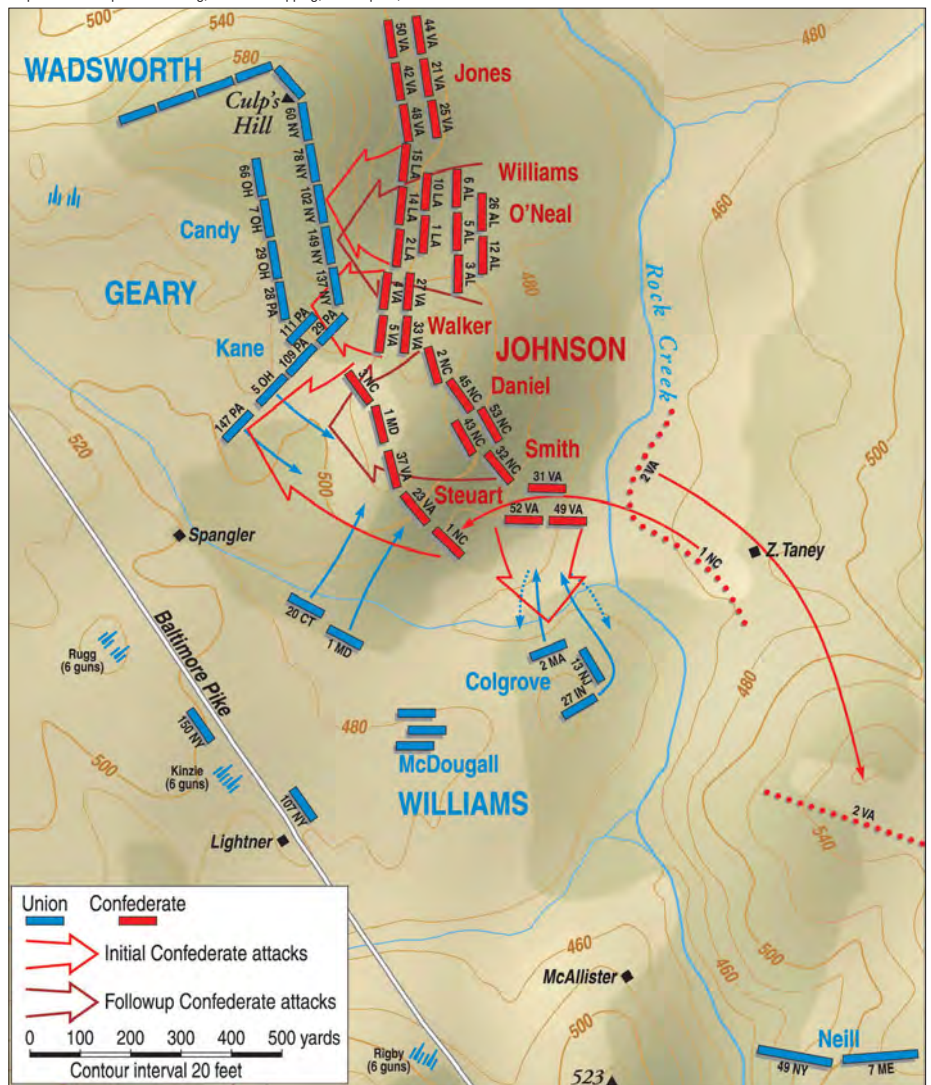 500
540
580
WADSWORTH
Culp's
Hill
60 NY
78 NY
102 NY
149 NY
137 NY
66 OH
7 OH
29 OH
28 PA
Candy
GEARY
Kane
111 PA
29 PA
109 PA
5 OH
147 PA
50 VA
44 VA
42 VA
21 VA
48 VA
25 VA
Jones
15 LA
14 LA
2 LA
10 LA
1 LA
Williams
O'Neal
6 AL
5 AL
3 AL
26 AL
12 AL
480
480
460
500
Rock Creek
4 VA
27 VA
5 VA
33 VA
Walker
JOHNSON
Daniel
2 NC
45 NC
53 NC
43 NC
32 NC
Smith
31 VA
52 VA
49 VA
3 NC
1 MD
37 VA
23 VA
1 NC
Steuart
500
520
2 VA
1 NC
Z. Taney
Spangler
20 CT
1 MD
Baltimore Pike
Rugg
(6 guns)
2 MA
13 NJ
27 IN
Colgrove
480
480
500
150 NY
Kinzie
(6 guns)
McDougall
WILLIAMS
107 NY
Lightner
500
500
2 VA
540
Union
Confederate
Initial Confederate attacks
Followup Confederate attacks
0 100 200 300 400 500 yards
Contour interval 20 feet
460
McAllister
460
480
500
500
523
Rigby
(6 guns)
Neill
49 NY
7 ME